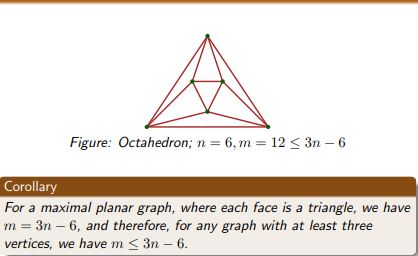 Figure: Octahedron; n = 6, m = 12 ≤ 3n − 6
Corollary
For a maximal planar graph, where each face is a triangle, we have
m = 3n − 6, and therefore, for any graph with at least three
vertices, we have m ≤ 3n − 6.